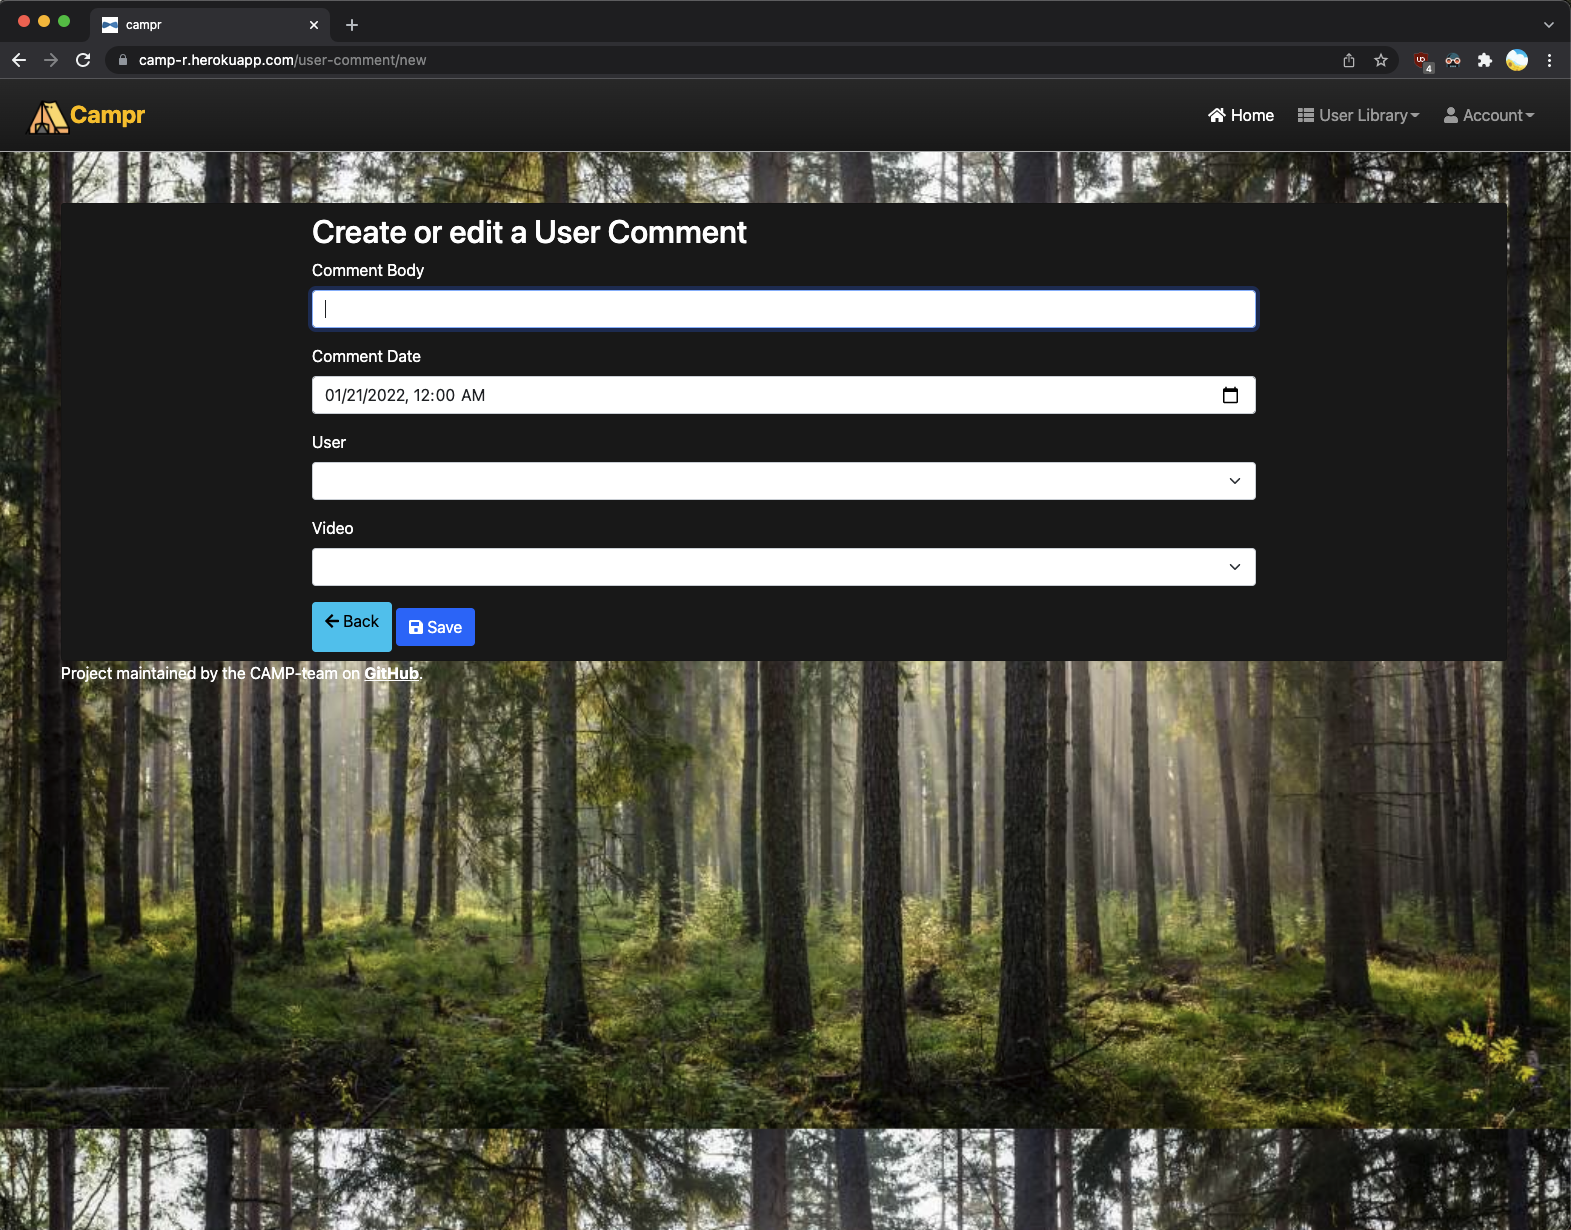 campr
camp-r.herokuapp.com/user-comment/new
4
Campr
Home
User Library
Account
Create or edit a User Comment
Comment Body
Comment Date
01/21/2022, 12:00 AM
User
Video
Back
Save
Project maintained by the CAMP-team on GitHub.